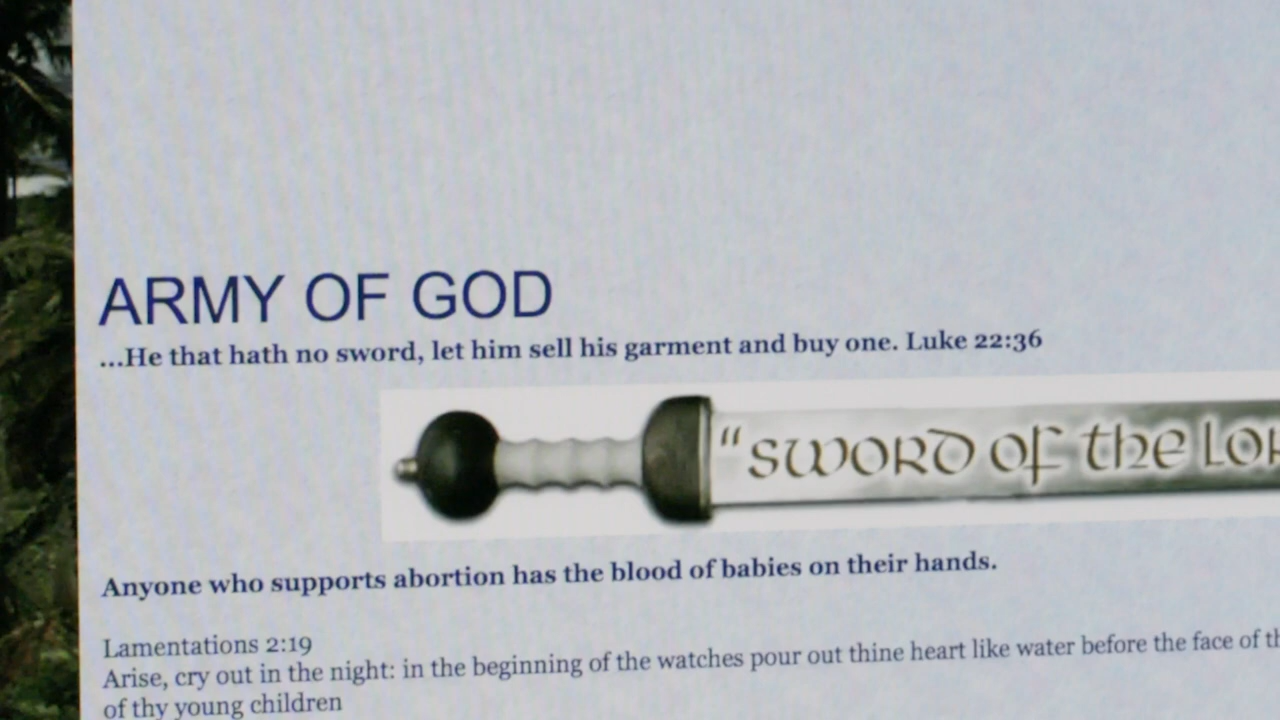 ARMY OF GOD
...He that hath no sword, let him sell his garment and buy one. Luke 22:36
"SWORD OF the LOR
Anyone who supports abortion has the blood of babies on their hands.
Lamentations 2:19
Arise, cry out in the night: in the beginning of the watches pour out thine heart like water before the face of th
of thy young children